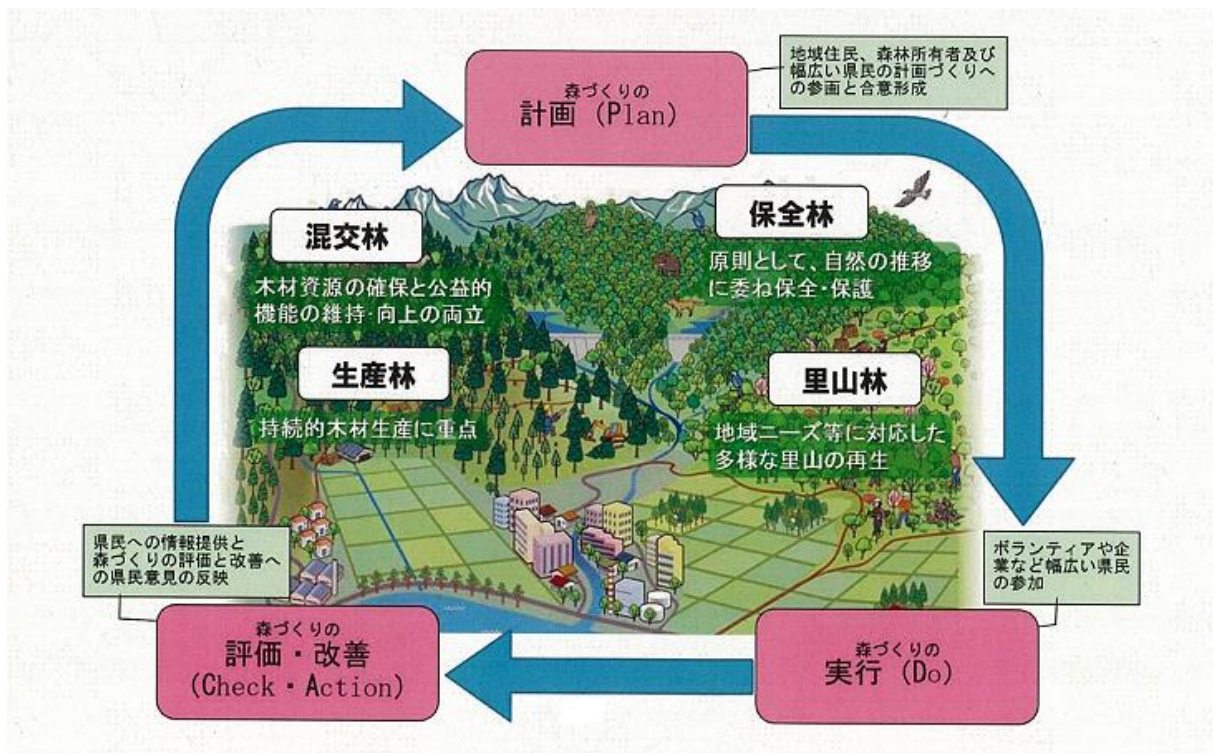 森づくりの
計画（Plan）
地域住民、森林所有者及び
幅広い県民の計画づくりへ
の参画と合意形成
混交林
木材資源の確保と公益的
機能の維持・向上の両立
保全林
原則として、自然の推移
に委ね保全・保護
生産林
持続的木材生産に重点
里山林
地域ニーズ等に対応した
多様な里山の再生
県民への情報提供と
森づくりの評価と改善へ
の県民意見の反映
ボランティアや企
業など幅広い県民
の参加
森づくりの
評価・改善
（Check・Action）
森づくりの
実行（Do）